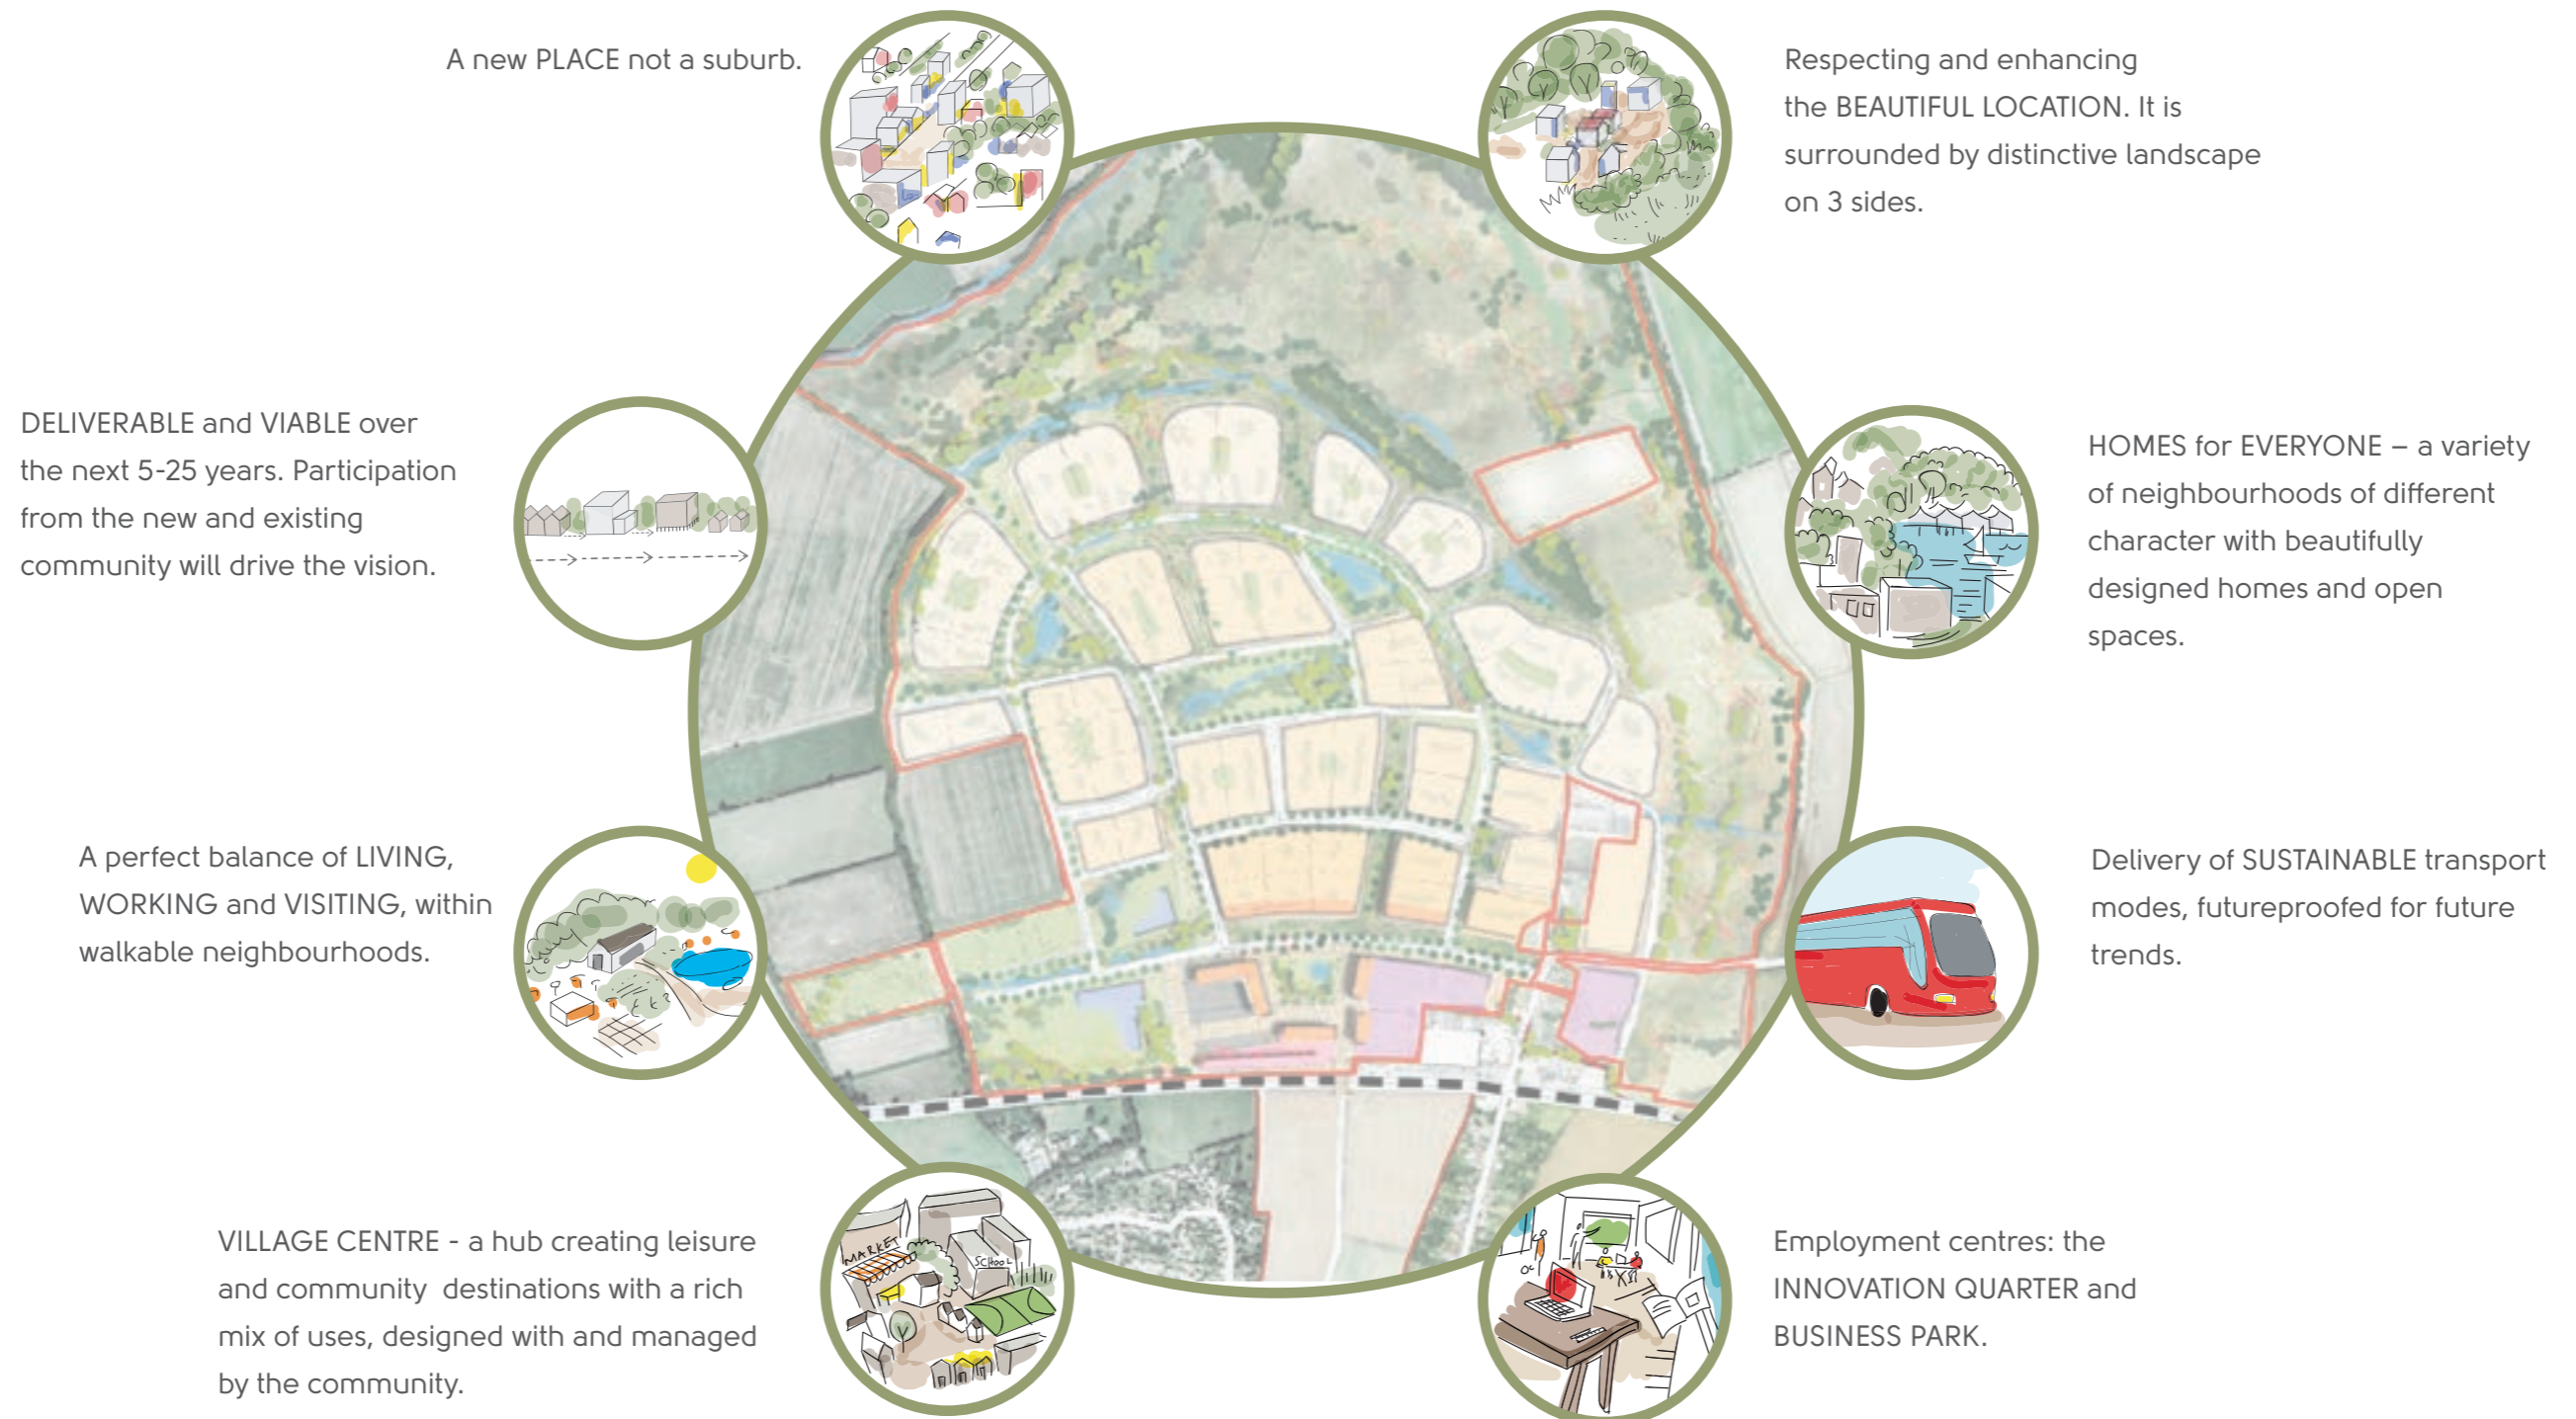 A new PLACE not a suburb.
Respecting and enhancing
the BEAUTIFUL LOCATION. It is
surrounded by distinctive landscape
on 3 sides.
DELIVERABLE and VIABLE over
the next 5-25 years. Participation
from the new and existing
community will drive the vision.
HOMES for EVERYONE – a variety
of neighbourhoods of different
character with beautifully
designed homes and open
spaces.
A perfect balance of LIVING,
WORKING and VISITING, within
walkable neighbourhoods.
Delivery of SUSTAINABLE transport
modes, futureproofed for future
trends.
VILLAGE CENTRE - a hub creating leisure
and community  destinations with a rich
mix of uses, designed with and managed
by the community.
MARKET
SCHOOL
Employment centres: the
INNOVATION QUARTER and
BUSINESS PARK.